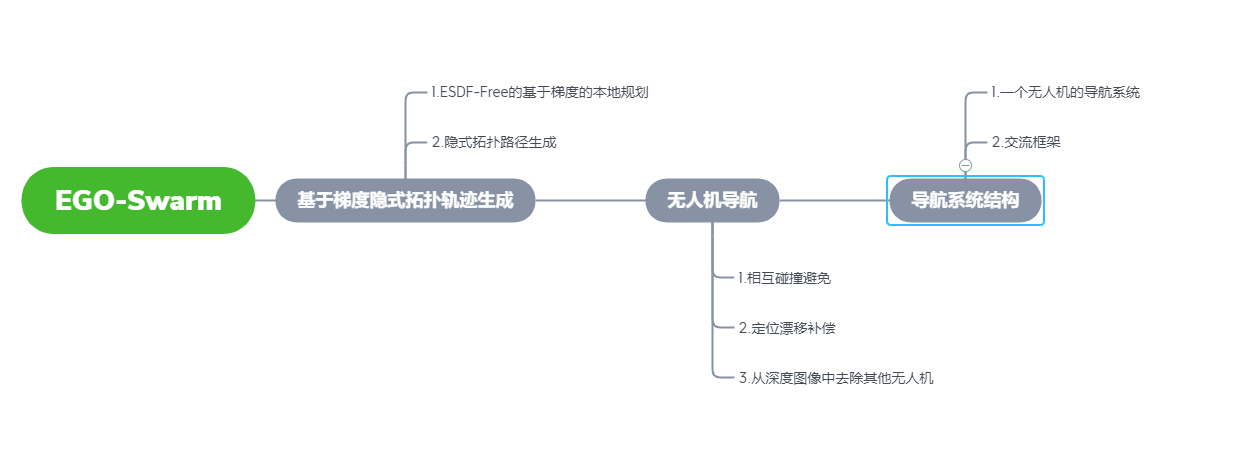 EGO-Swarm
基于梯度隐式拓扑轨迹生成
1.ESDF-Free的基于梯度的本地规划
2.隐式拓扑路径生成
无人机导航
1.相互碰撞避免
2.定位漂移补偿
3.从深度图像中去除其他无人机
导航系统结构
1.一个无人机的导航系统
2.交流框架